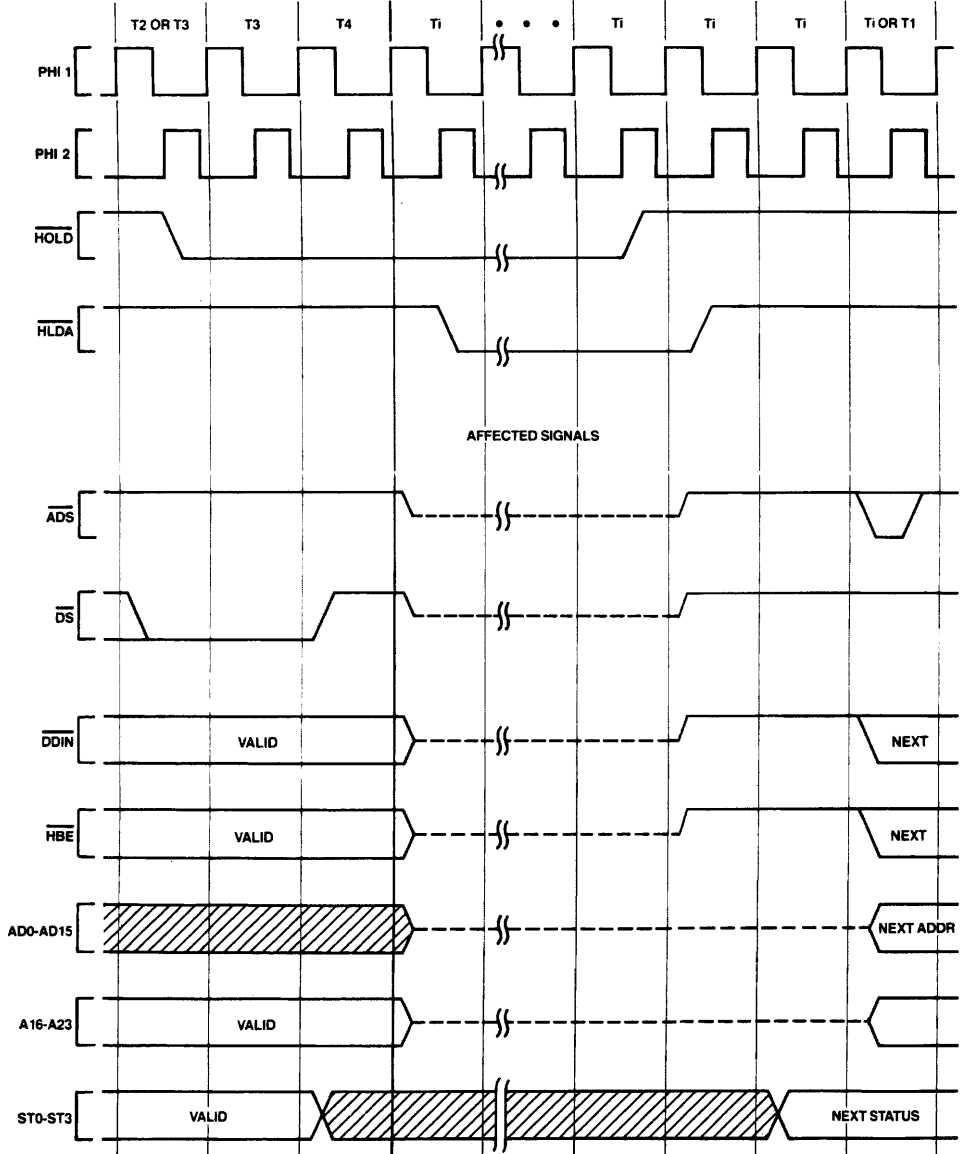 T2 OR T3 T3 T4 Ti • • • Ti Ti Ti Ti OR T1
PHI 1
PHI 2
HOLD
HLDA
AFFECTED SIGNALS
ADS
DS
DDIN VALID NEXT
HBE VALID NEXT
AD0-AD15 NEXT ADDR
A16-A23 VALID
ST0-ST3 VALID NEXT STATUS